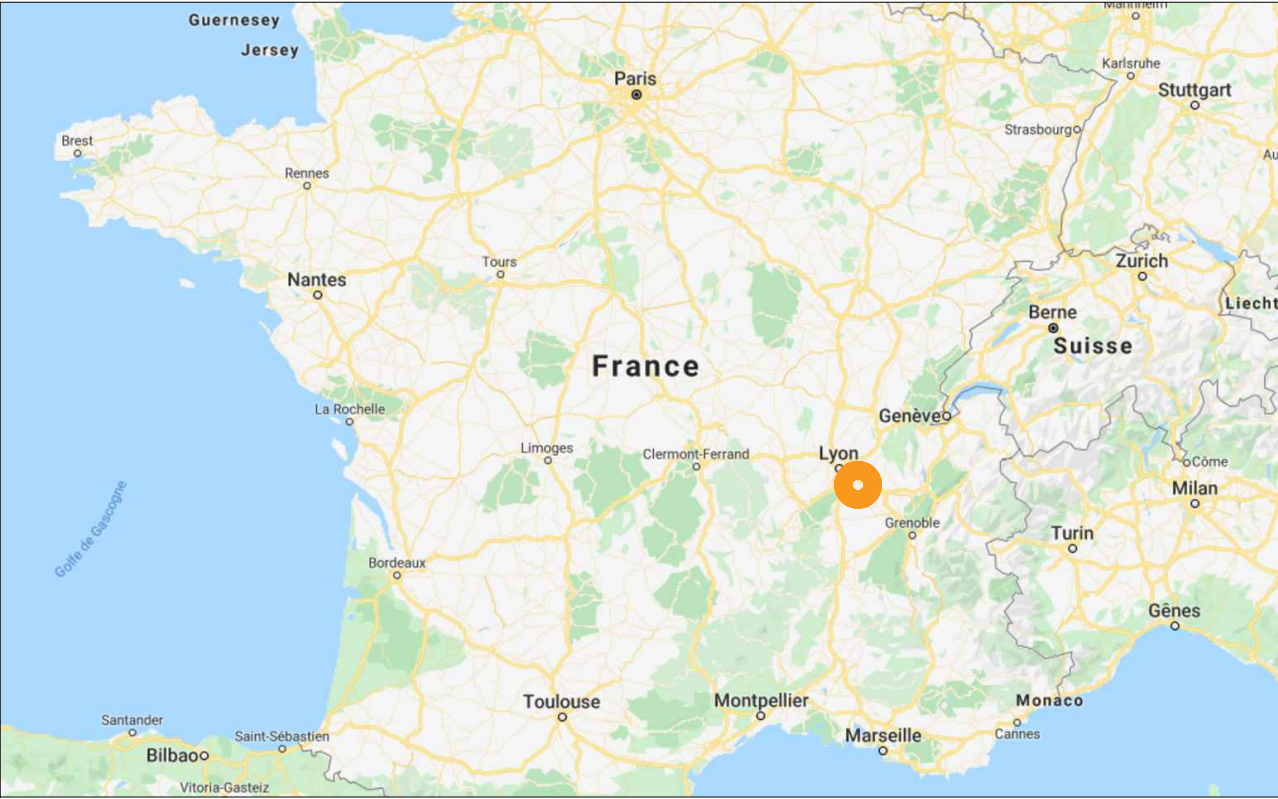 Guernesey
Jersey
Mannheim
Paris
Karlsruhe
Stuttgart
Strasbourg
Brest
Au
Rennes
Tours
Zurich
Nantes
Liecht
Berne
Suisse
France
La Rochelle
Genève
Limoges
Clermont-Ferrand
Lyon
Côme
Milan
Golfe de Gascogne
Grenoble
Turin
Bordeaux
Gênes
Toulouse
Montpellier
Monaco
Santander
Saint-Sébastien
Marseille
Cannes
Bilbao
Vitoria-Gasteiz